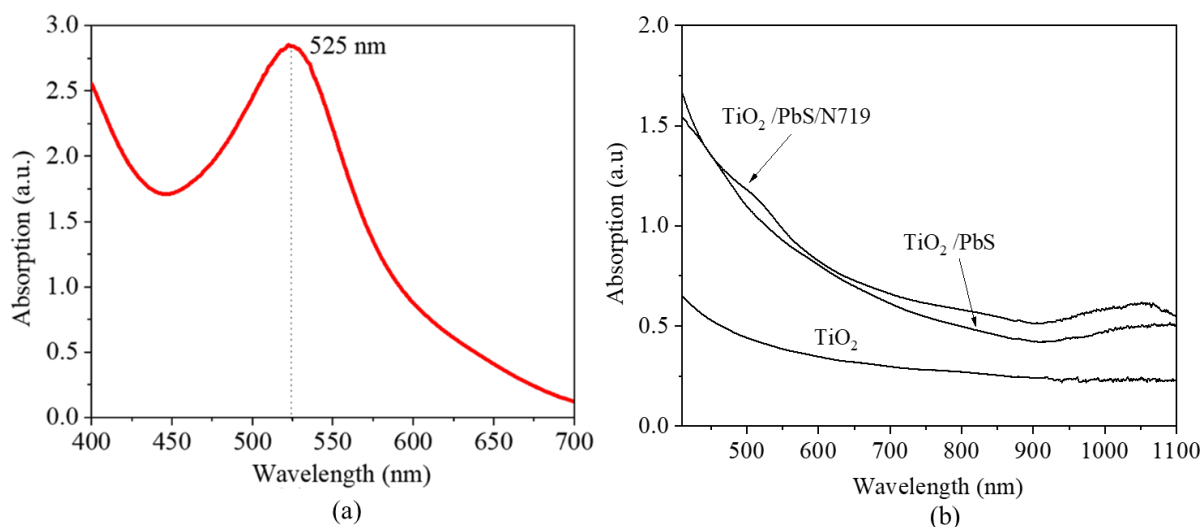 3.0
2.5
2.0
1.5
1.0
0.5
0.0
Absorption (a.u.)
525 nm
400 450 500 550 600 650 700
Wavelength (nm)
(a)
2.0
1.5
1.0
0.5
0.0
Absorption (a.u)
TiO₂ /PbS/N719
TiO₂ /PbS
TiO₂
500 600 700 800 900 1000 1100
Wavelength (nm)
(b)